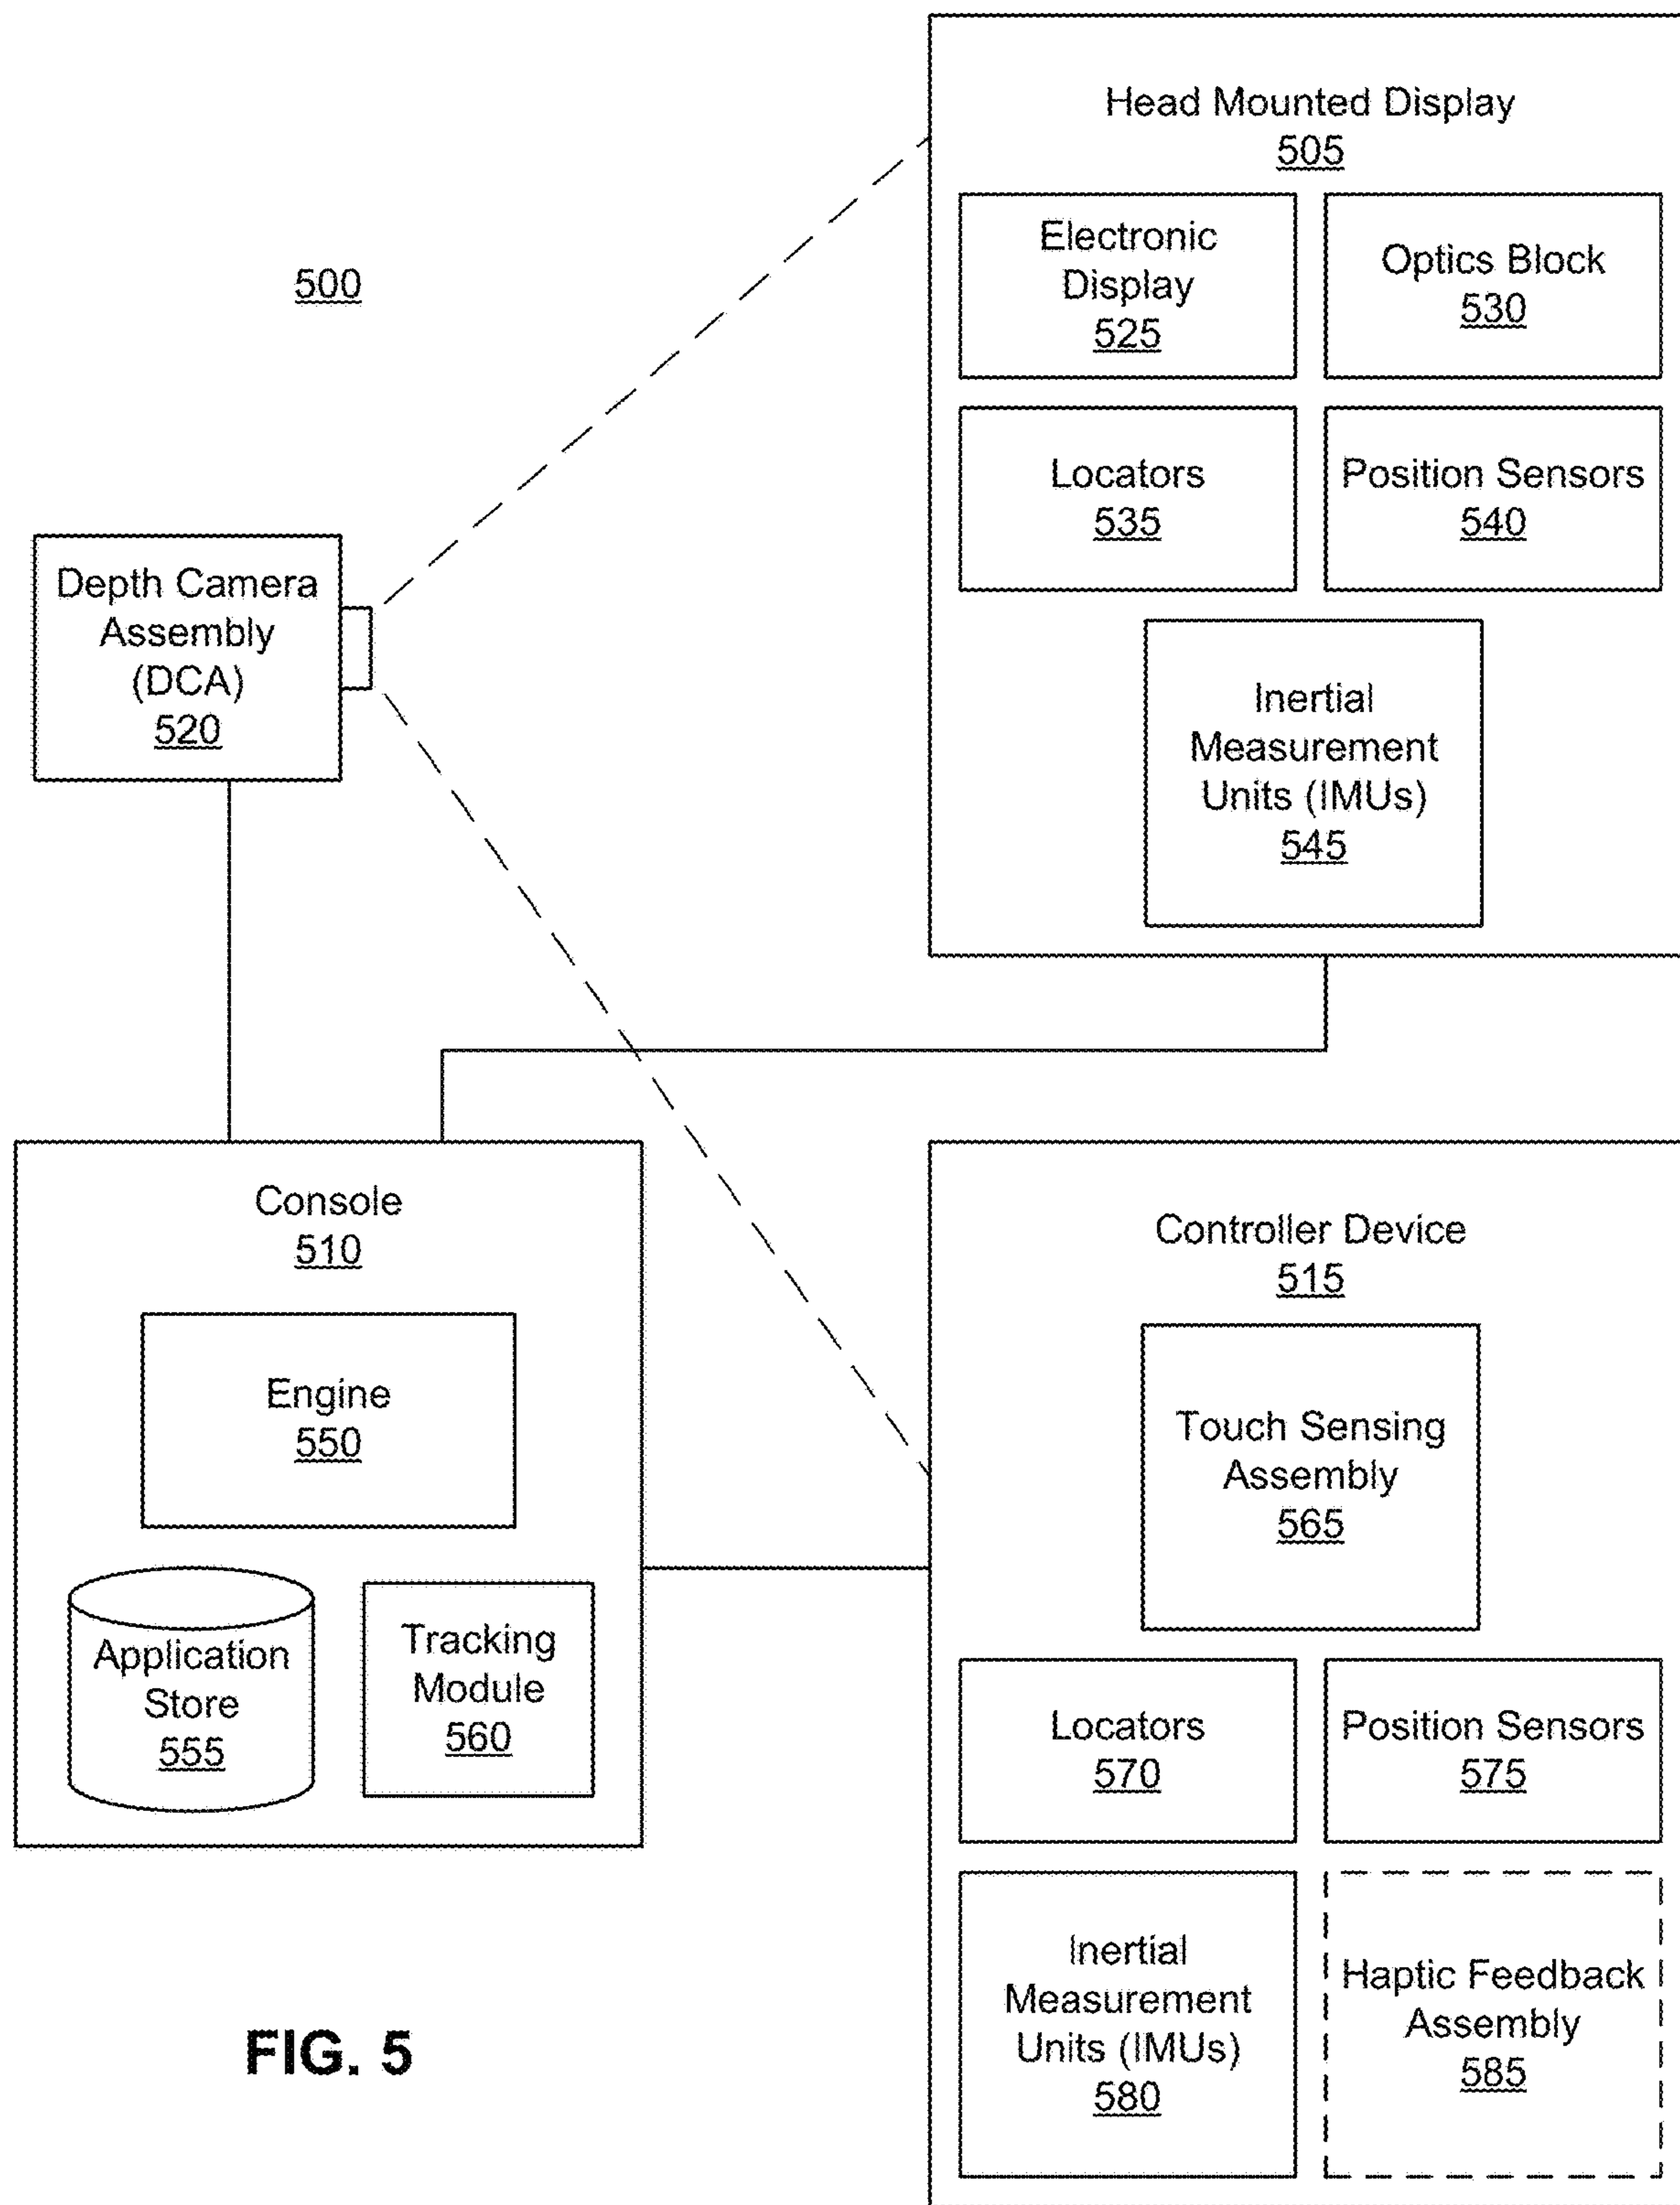 Head Mounted Display
505
Electronic
Display
525
Optics Block
530
500
Locators
535
Position Sensors
540
Depth Camera
Assembly
(DCA)
520
Inertial
Measurement
Units (IMUs)
545
Console
510
Engine
550
Application
Store
555
Tracking
Module
560
Controller Device
515
Touch Sensing
Assembly
565
Locators
570
Position Sensors
575
Inertial
Measurement
Units (IMUs)
580
Haptic Feedback
Assembly
585
FIG. 5